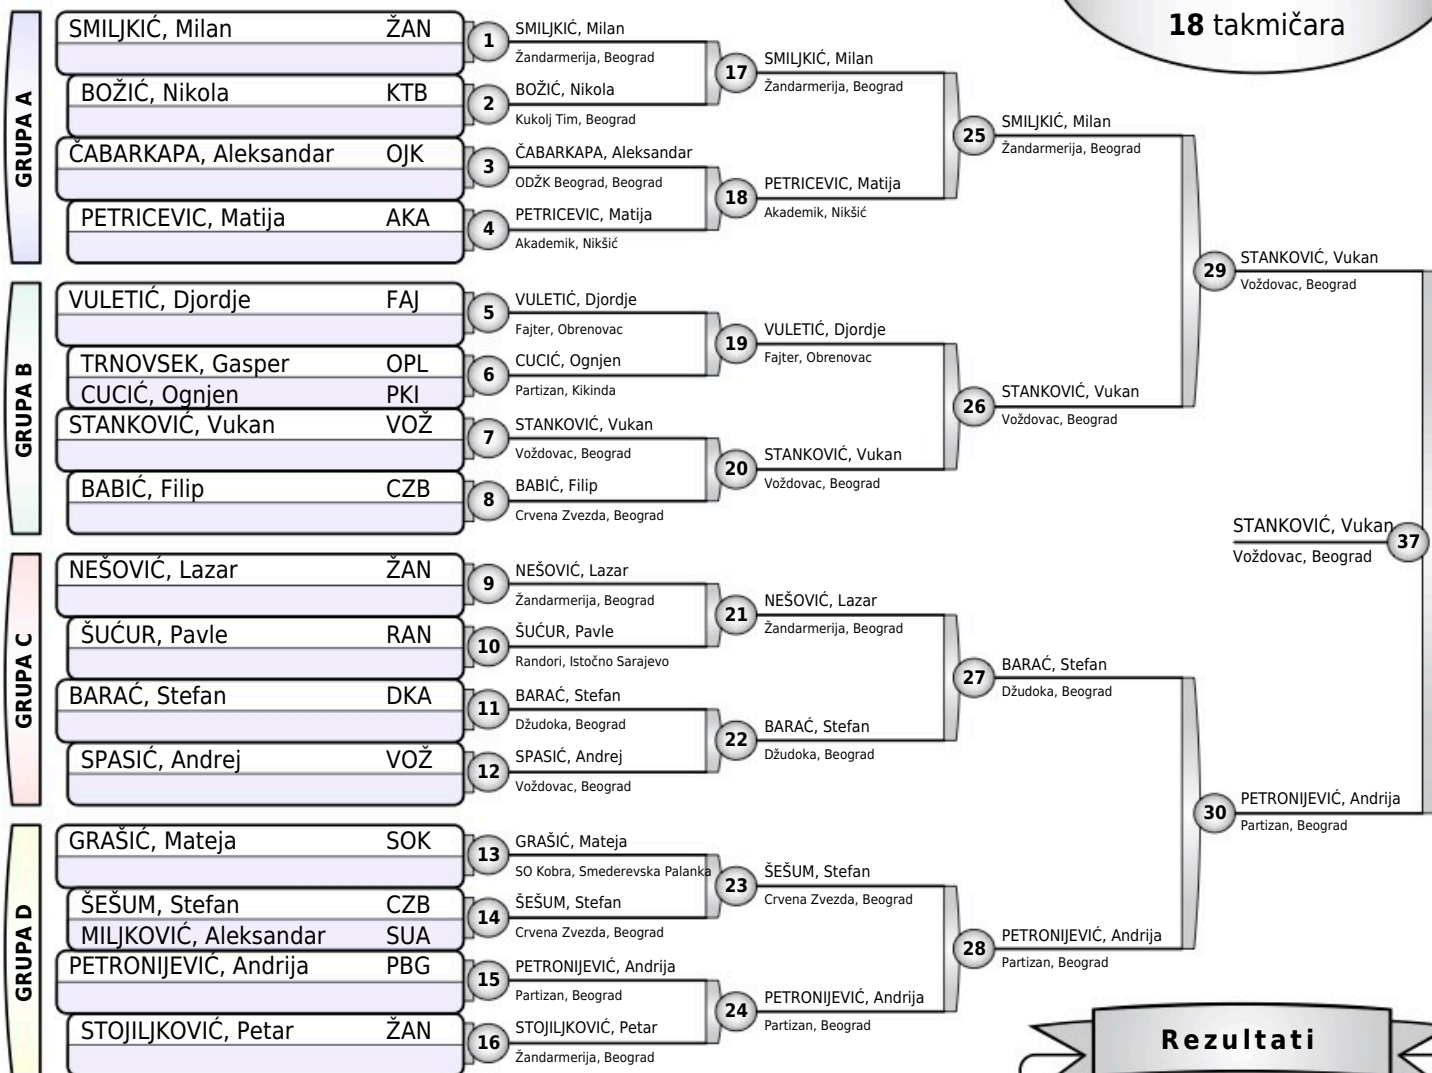 18 takmičara
GRUPA A
SMILJKIĆ, Milan ŽAN
BOŽIĆ, Nikola KTB
ČABARKAPA, Aleksandar OJK
PETRICEVIC, Matija AKA
GRUPA B
VULETIĆ, Djordje FAJ
TRNOVSEK, Gasper OPL
CUCIĆ, Ognjen PKI
STANKOVIĆ, Vukan VOŽ
BABIĆ, Filip CZB
GRUPA C
NEŠOVIĆ, Lazar ŽAN
ŠUĆUR, Pavle RAN
BARAĆ, Stefan DKA
SPASIĆ, Andrej VOŽ
GRUPA D
GRAŠIĆ, Mateja SOK
ŠEŠUM, Stefan CZB
MILJKOVIĆ, Aleksandar SUA
PETRONIJEVIĆ, Andrija PBG
STOJILJKOVIĆ, Petar ŽAN
1 SMILJKIĆ, Milan
Žandarmerija, Beograd
2 BOŽIĆ, Nikola
Kukolj Tim, Beograd
3 ČABARKAPA, Aleksandar
ODŽK Beograd, Beograd
4 PETRICEVIC, Matija
Akademik, Nikšić
5 VULETIĆ, Djordje
Fajter, Obrenovac
6 CUCIĆ, Ognjen
Partizan, Kikinda
7 STANKOVIĆ, Vukan
Voždovac, Beograd
8 BABIĆ, Filip
Crvena Zvezda, Beograd
9 NEŠOVIĆ, Lazar
Žandarmerija, Beograd
10 ŠUĆUR, Pavle
Randori, Istočno Sarajevo
11 BARAĆ, Stefan
Džudoka, Beograd
12 SPASIĆ, Andrej
Voždovac, Beograd
13 GRAŠIĆ, Mateja
SO Kobra, Smederevska Palanka
14 ŠEŠUM, Stefan
Crvena Zvezda, Beograd
15 PETRONIJEVIĆ, Andrija
Partizan, Beograd
16 STOJILJKOVIĆ, Petar
Žandarmerija, Beograd
17 SMILJKIĆ, Milan
Žandarmerija, Beograd
18 PETRICEVIC, Matija
Akademik, Nikšić
19 VULETIĆ, Djordje
Fajter, Obrenovac
20 STANKOVIĆ, Vukan
Voždovac, Beograd
21 NEŠOVIĆ, Lazar
Žandarmerija, Beograd
22 BARAĆ, Stefan
Džudoka, Beograd
23 ŠEŠUM, Stefan
Crvena Zvezda, Beograd
24 PETRONIJEVIĆ, Andrija
Partizan, Beograd
25 SMILJKIĆ, Milan
Žandarmerija, Beograd
26 STANKOVIĆ, Vukan
Voždovac, Beograd
27 BARAĆ, Stefan
Džudoka, Beograd
28 PETRONIJEVIĆ, Andrija
Partizan, Beograd
29 STANKOVIĆ, Vukan
Voždovac, Beograd
30 PETRONIJEVIĆ, Andrija
Partizan, Beograd
STANKOVIĆ, Vukan 37
Voždovac, Beograd
Rezultati